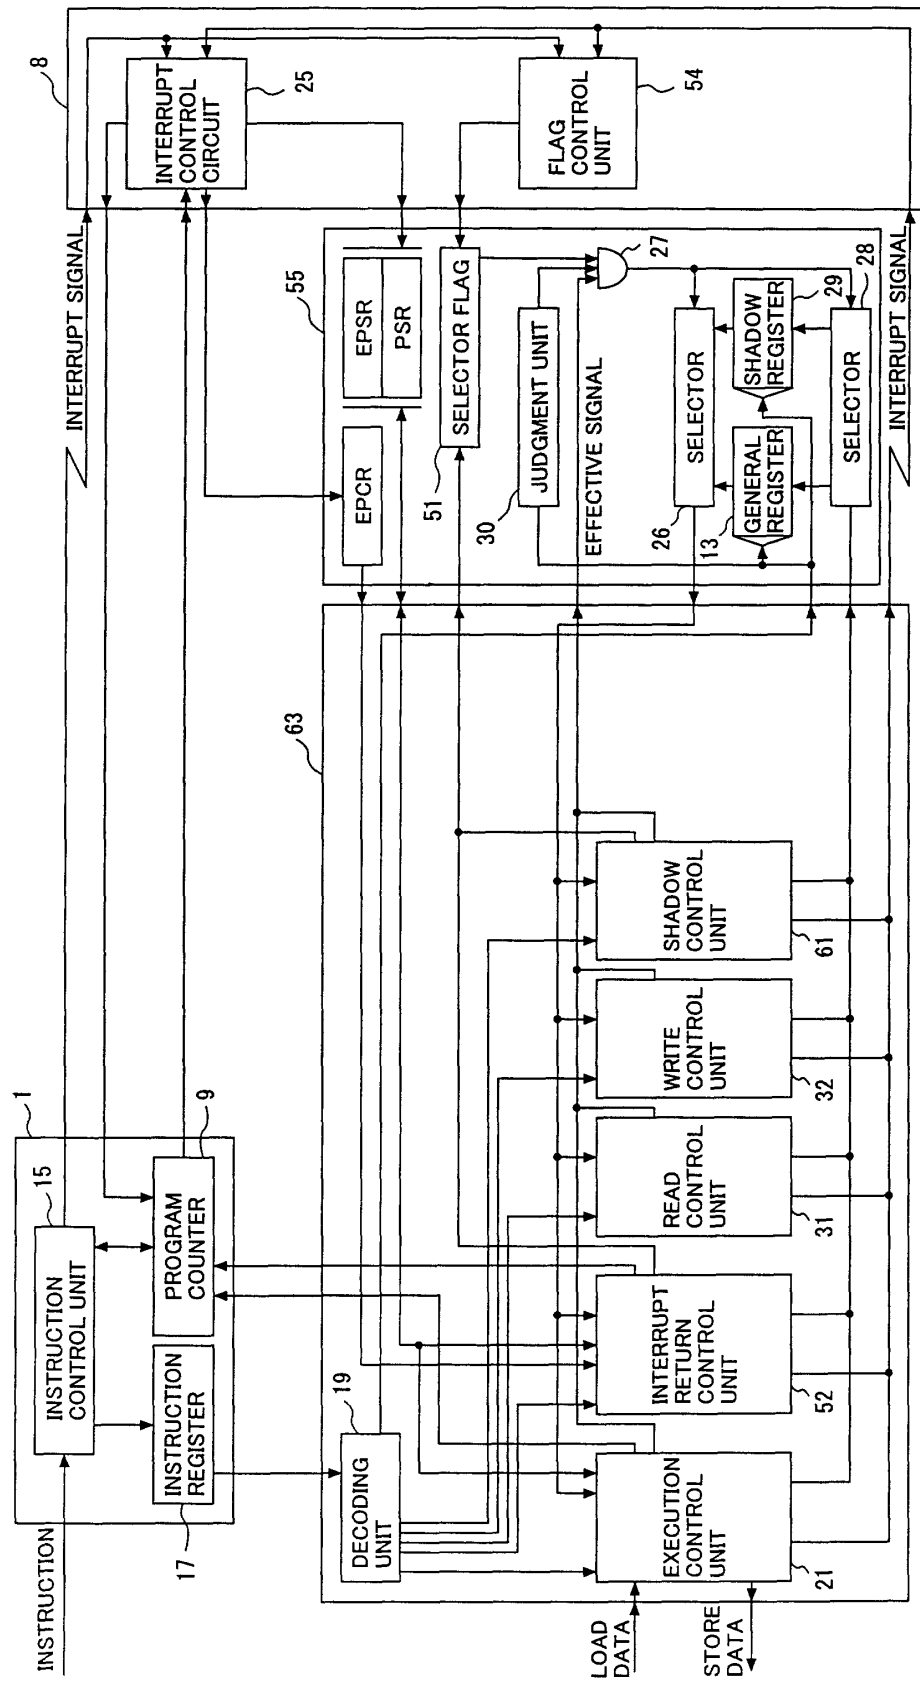 INSTRUCTION
1
15
INSTRUCTION
CONTROL UNIT
17
INSTRUCTION
REGISTER
9
PROGRAM
COUNTER
INTERRUPT SIGNAL
8
INTERRUPT
CONTROL
CIRCUIT
25
FLAG
CONTROL
UNIT
54
63
19
DECODING
UNIT
LOAD
DATA
STORE
DATA
EXECUTION
CONTROL
UNIT
21
INTERRUPT
RETURN
CONTROL
UNIT
52
READ
CONTROL
UNIT
31
WRITE
CONTROL
UNIT
32
SHADOW
CONTROL
UNIT
61
55
EPCR
EPSR
PSR
51
SELECTOR FLAG
30
JUDGMENT UNIT
27
EFFECTIVE SIGNAL
26
SELECTOR
13
GENERAL
REGISTER
SHADOW
REGISTER
29
SELECTOR
28
INTERRUPT SIGNAL